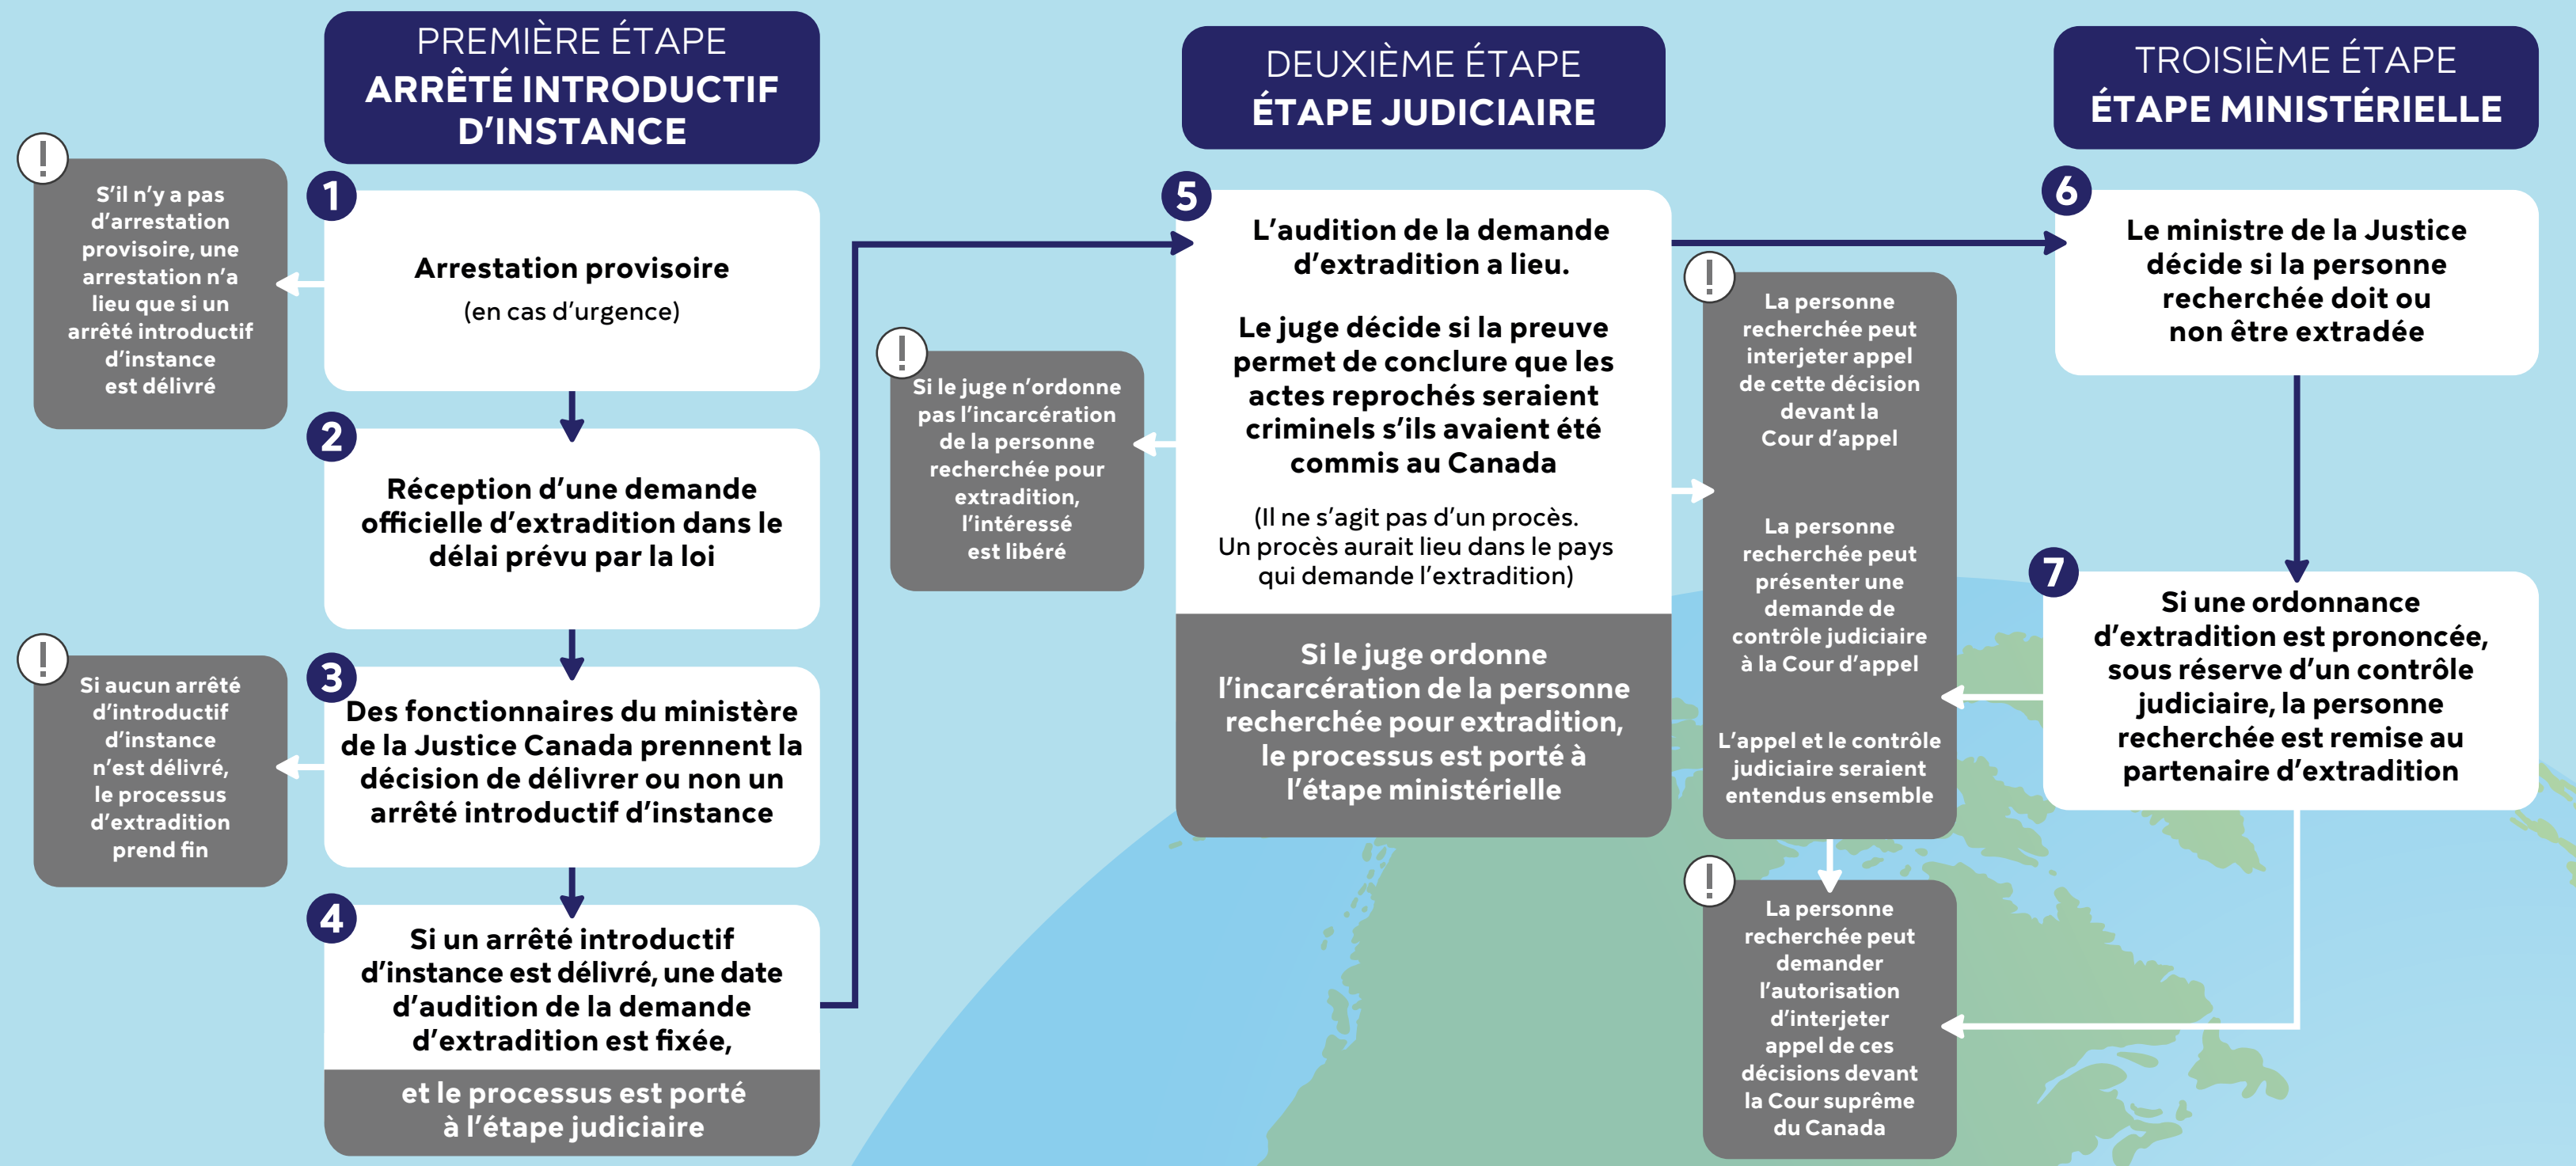 PREMIÈRE ÉTAPE
ARRÊTÉ INTRODUCTIF
D'INSTANCE
!
S'il n'y a pas
d'arrestation
provisoire, une
arrestation n'a
lieu que si un
arrêté introductif
d'instance
est délivré
1
Arrestation provisoire
(en cas d'urgence)
2
Réception d'une demande
officielle d'extradition dans le
délai prévu par la loi
!
Si aucun arrêté
d'introductif
d'instance
n'est délivré,
le processus
d'extradition
prend fin
3
Des fonctionnaires du ministère
de la Justice Canada prennent la
décision de délivrer ou non un
arrêté introductif d'instance
4
Si un arrêté introductif
d'instance est délivré, une date
d'audition de la demande
d'extradition est fixée,
et le processus est porté
à l'étape judiciaire
DEUXIÈME ÉTAPE
ÉTAPE JUDICIAIRE
5
L'audition de la demande
d'extradition a lieu.
Le juge décide si la preuve
permet de conclure que les
actes reprochés seraient
criminels s'ils avaient été
commis au Canada
(Il ne s'agit pas d'un procès.
Un procès aurait lieu dans le pays
qui demande l'extradition)
Si le juge ordonne
l'incarcération de la personne
recherchée pour extradition,
le processus est porté à
l'étape ministérielle
!
Si le juge n'ordonne
pas l'incarcération
de la personne
recherchée pour
extradition,
l'intéressé
est libéré
!
La personne
recherchée peut
interjeter appel
de cette décision
devant la
Cour d'appel
La personne
recherchée peut
présenter une
demande de
contrôle judiciaire
à la Cour d'appel
L'appel et le contrôle
judiciaire seraient
entendus ensemble
!
La personne
recherchée peut
demander
l'autorisation
d'interjeter
appel de ces
décisions devant
la Cour suprême
du Canada
TROISIÈME ÉTAPE
ÉTAPE MINISTÉRIELLE
6
Le ministre de la Justice
décide si la personne
recherchée doit ou
non être extradée
7
Si une ordonnance
d'extradition est prononcée,
sous réserve d'un contrôle
judiciaire, la personne
recherchée est remise au
partenaire d'extradition